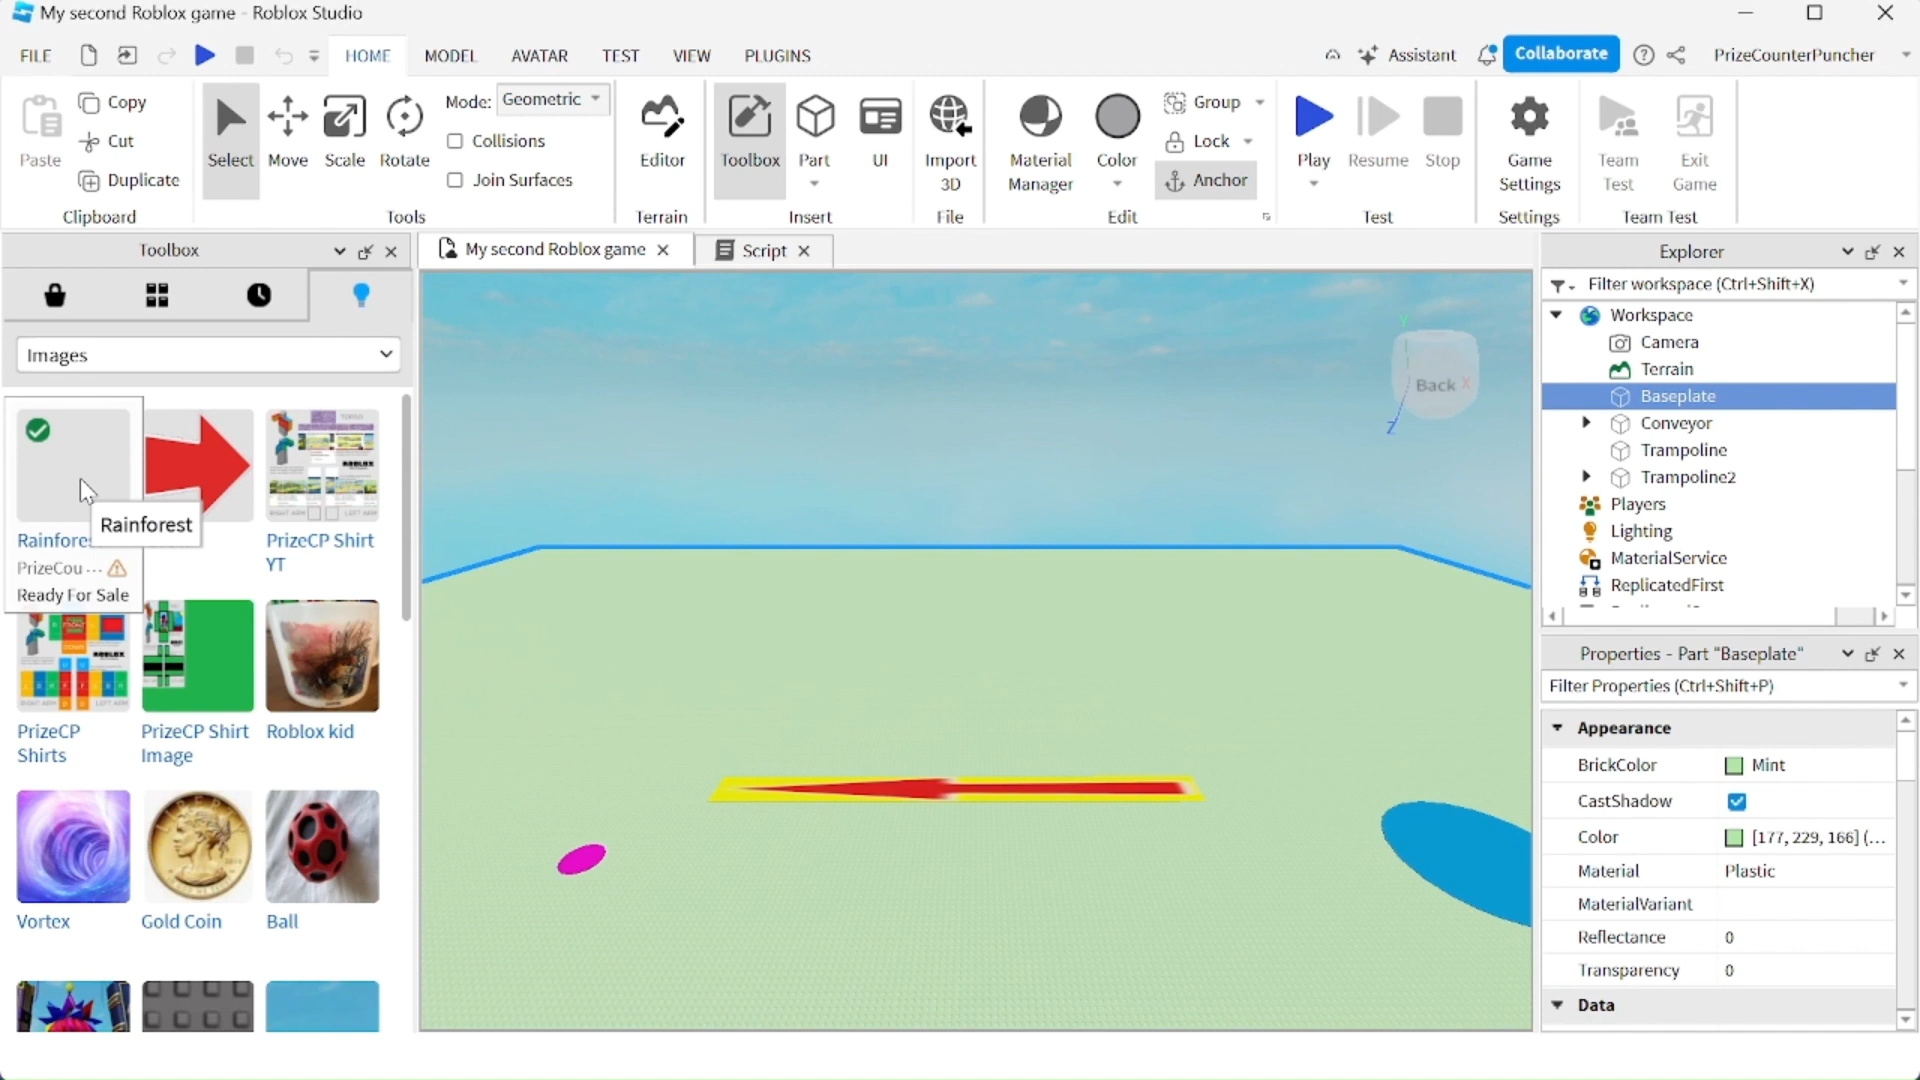 My second Roblox game - Roblox Studio
FILE
HOME
MODEL
AVATAR
TEST
VIEW
PLUGINS
Assistant
Collaborate
PrizeCounterPuncher
Paste
Copy
Cut
Duplicate
Clipboard
Select
Move
Scale
Rotate
Mode: Geometric
Collisions
Join Surfaces
Tools
Editor
Terrain
Toolbox
Part
UI
Insert
Import
3D
File
Material
Manager
Color
Group
Lock
Anchor
Edit
Play
Resume
Stop
Test
Game
Settings
Settings
Team
Test
Exit
Game
Team Test
Toolbox
My second Roblox game
Script
Explorer
Images
Filter workspace (Ctrl+Shift+X)
Workspace
Camera
Terrain
Baseplate
Conveyor
Trampoline
Trampoline2
Players
Lighting
MaterialService
ReplicatedFirst
Rainforest
PrizeCou ...
Ready For Sale
PrizeCP Shirt
YT
PrizeCP
Shirts
PrizeCP Shirt
Image
Roblox kid
Vortex
Gold Coin
Ball
Back X
Y
Z
Properties - Part "Baseplate"
Filter Properties (Ctrl+Shift+P)
Appearance
BrickColor Mint
CastShadow
Color [177, 229, 166] (...
Material Plastic
MaterialVariant
Reflectance 0
Transparency 0
Data